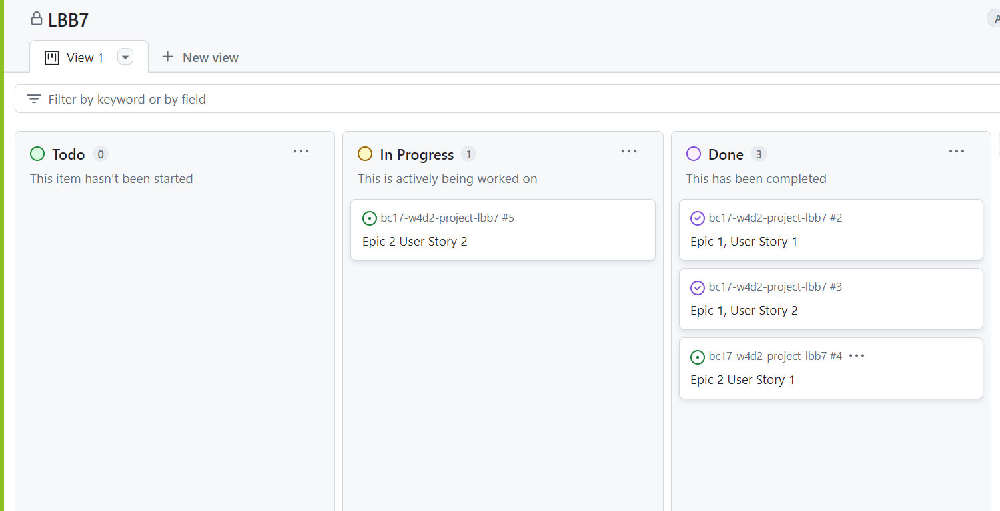 LBB7
View 1
New view
Filter by keyword or by field
Todo 0
This item hasn't been started
In Progress 1
This is actively being worked on
bc17-w4d2-project-lbb7 #5
Epic 2 User Story 2
Done 3
This has been completed
bc17-w4d2-project-lbb7 #2
Epic 1, User Story 1
bc17-w4d2-project-lbb7 #3
Epic 1, User Story 2
bc17-w4d2-project-lbb7 #4
Epic 2 User Story 1